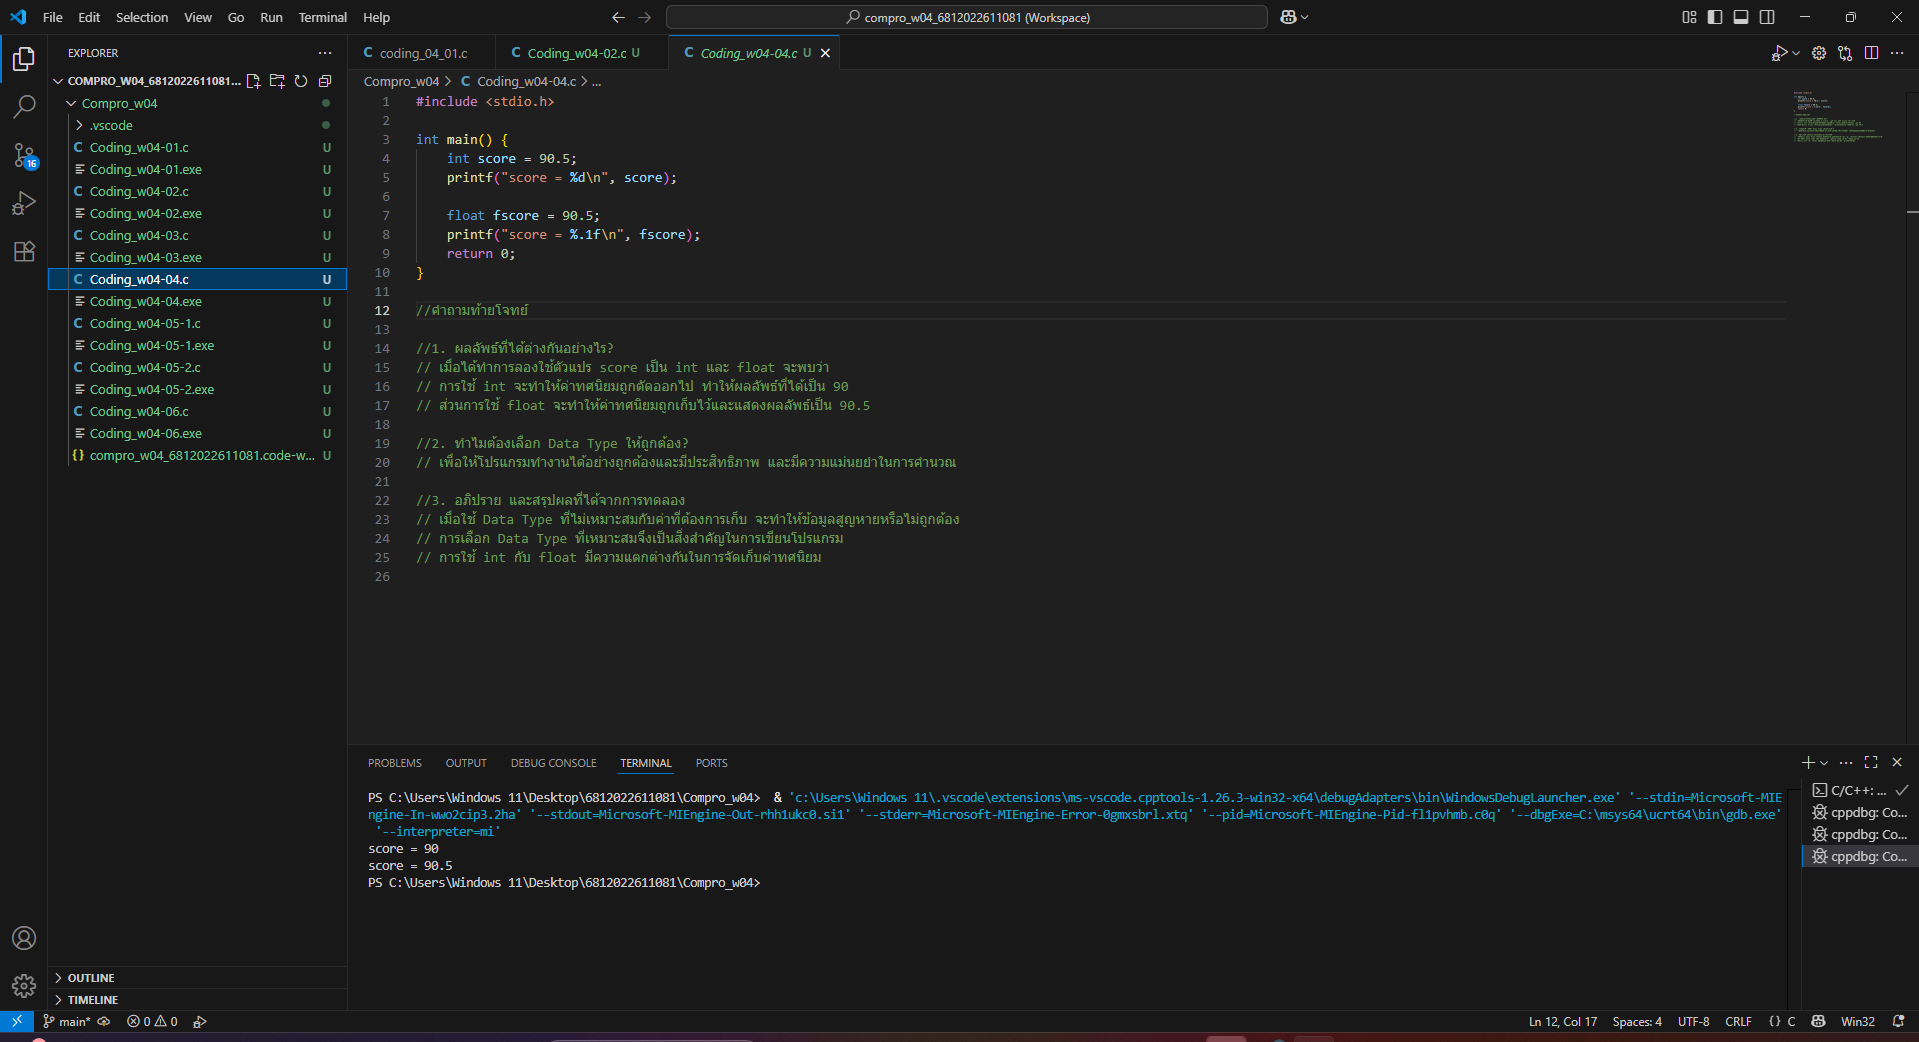 File Edit Selection View Go Run Terminal Help
compro_w04_6812022611081 (Workspace)
EXPLORER
COMPRO_W04_6812022611081...
Compro_w04
.vscode
Coding_w04-01.c U
Coding_w04-01.exe U
Coding_w04-02.c U
Coding_w04-02.exe U
Coding_w04-03.c U
Coding_w04-03.exe U
Coding_w04-04.c U
Coding_w04-04.exe U
Coding_w04-05-1.c U
Coding_w04-05-1.exe U
Coding_w04-05-2.c U
Coding_w04-05-2.exe U
Coding_w04-06.c U
Coding_w04-06.exe U
{} compro_w04_6812022611081.code-w... U
16
OUTLINE
TIMELINE
C coding_04_01.c C Coding_w04-02.c U C Coding_w04-04.c U
Compro_w04 > C Coding_w04-04.c > ...
1 #include <stdio.h>
2
3 int main() {
4 int score = 90.5;
5 printf("score = %d\n", score);
6
7 float fscore = 90.5;
8 printf("score = %.1f\n", fscore);
9 return 0;
10 }
11
12 //คำถามท้ายโจทย์
13
14 //1. ผลลัพธ์ที่ได้ต่างกันอย่างไร?
15 // เมื่อได้ทำการลองใช้ตัวแปร score เป็น int และ float จะพบว่า
16 // การใช้ int จะทำให้ค่าทศนิยมถูกตัดออกไป ทำให้ผลลัพธ์ที่ได้เป็น 90
17 // ส่วนการใช้ float จะทำให้ค่าทศนิยมถูกเก็บไว้และแสดงผลลัพธ์เป็น 90.5
18
19 //2. ทำไมต้องเลือก Data Type ให้ถูกต้อง?
20 // เพื่อให้โปรแกรมทำงานได้อย่างถูกต้องและมีประสิทธิภาพ และมีความแม่นยำในการคำนวณ
21
22 //3. อภิปราย และสรุปผลที่ได้จากการทดลอง
23 // เมื่อใช้ Data Type ที่ไม่เหมาะสมกับค่าที่ต้องการเก็บ จะทำให้ข้อมูลสูญหายหรือไม่ถูกต้อง
24 // การเลือก Data Type ที่เหมาะสมจึงเป็นสิ่งสำคัญในการเขียนโปรแกรม
25 // การใช้ int กับ float มีความแตกต่างกันในการจัดเก็บค่าทศนิยม
26
PROBLEMS OUTPUT DEBUG CONSOLE TERMINAL PORTS
PS C:\Users\Windows 11\Desktop\6812022611081\Compro_w04> & 'c:\Users\Windows 11\.vscode\extensions\ms-vscode.cpptools-1.26.3-win32-x64\debugAdapters\bin\WindowsDebugLauncher.exe' '--stdin=Microsoft-MIE
ngine-In-wwo2cip3.2ha' '--stdout=Microsoft-MIEngine-Out-rhh1ukc0.si1' '--stderr=Microsoft-MIEngine-Error-0gmxsbrl.xtq' '--pid=Microsoft-MIEngine-Pid-fl1pvhmb.c0q' '--dbgExe=C:\msys64\ucrt64\bin\gdb.exe'
'--interpreter=mi'
score = 90
score = 90.5
PS C:\Users\Windows 11\Desktop\6812022611081\Compro_w04>
C/C++: ...
cppdbg: Co...
cppdbg: Co...
cppdbg: Co...
main* 0 0
Ln 12, Col 17 Spaces: 4 UTF-8 CRLF {} C Win32